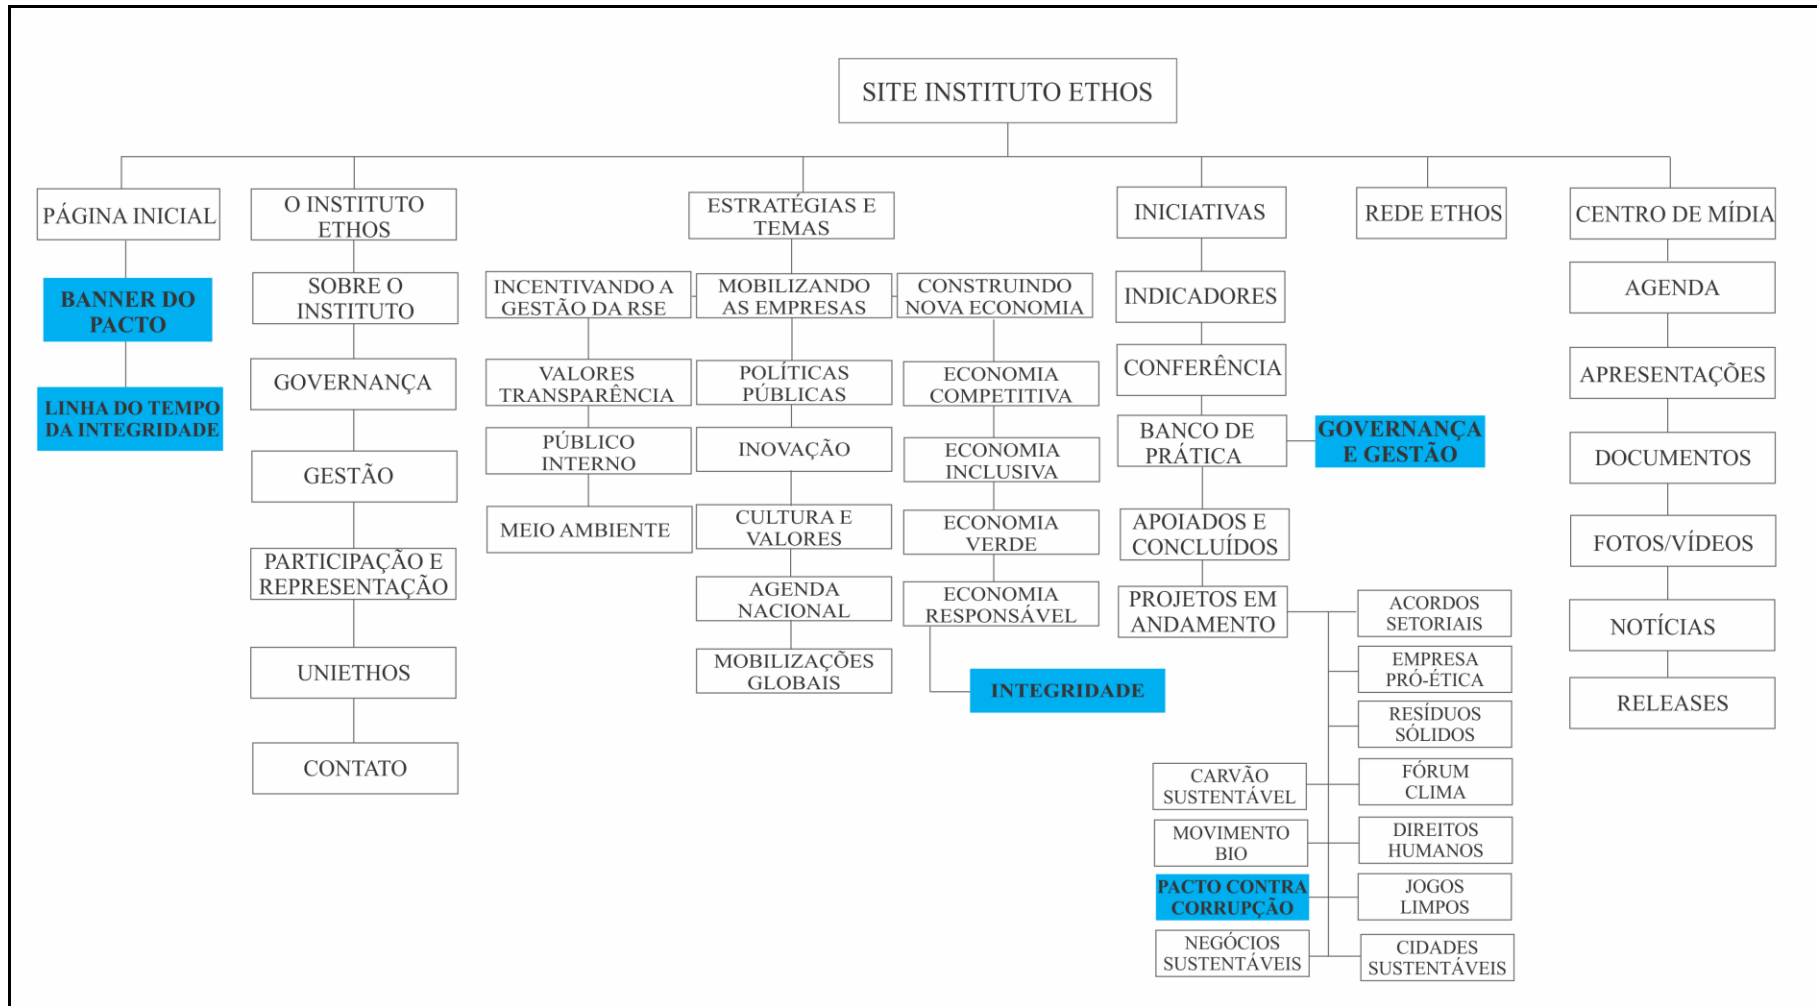 SITE INSTITUTO ETHOS
PÁGINA INICIAL
BANNER DO
PACTO
LINHA DO TEMPO
DA INTEGRIDADE
O INSTITUTO
ETHOS
SOBRE O
INSTITUTO
GOVERNANÇA
GESTÃO
PARTICIPAÇÃO E
REPRESENTAÇÃO
UNIETHOS
CONTATO
ESTRATÉGIAS E
TEMAS
INCENTIVANDO A
GESTÃO DA RSE
VALORES
TRANSPARÊNCIA
PÚBLICO
INTERNO
MEIO AMBIENTE
MOBILIZANDO
AS EMPRESAS
POLÍTICAS
PÚBLICAS
INOVAÇÃO
CULTURA E
VALORES
AGENDA
NACIONAL
MOBILIZAÇÕES
GLOBAIS
CONSTRUINDO
NOVA ECONOMIA
ECONOMIA
COMPETITIVA
ECONOMIA
INCLUSIVA
ECONOMIA
VERDE
ECONOMIA
RESPONSÁVEL
INTEGRIDADE
INICIATIVAS
INDICADORES
CONFERÊNCIA
BANCO DE
PRÁTICA
GOVERNANÇA
E GESTÃO
APOIADOS E
CONCLUÍDOS
PROJETOS EM
ANDAMENTO
ACORDOS
SETORIAIS
EMPRESA
PRÓ-ÉTICA
RESÍDUOS
SÓLIDOS
CARVÃO
SUSTENTÁVEL
FÓRUM
CLIMA
MOVIMENTO
BIO
DIREITOS
HUMANOS
PACTO CONTRA
CORRUPÇÃO
JOGOS
LIMPOS
NEGÓCIOS
SUSTENTÁVEIS
CIDADES
SUSTENTÁVEIS
REDE ETHOS
CENTRO DE MÍDIA
AGENDA
APRESENTAÇÕES
DOCUMENTOS
FOTOS/VÍDEOS
NOTÍCIAS
RELEASES